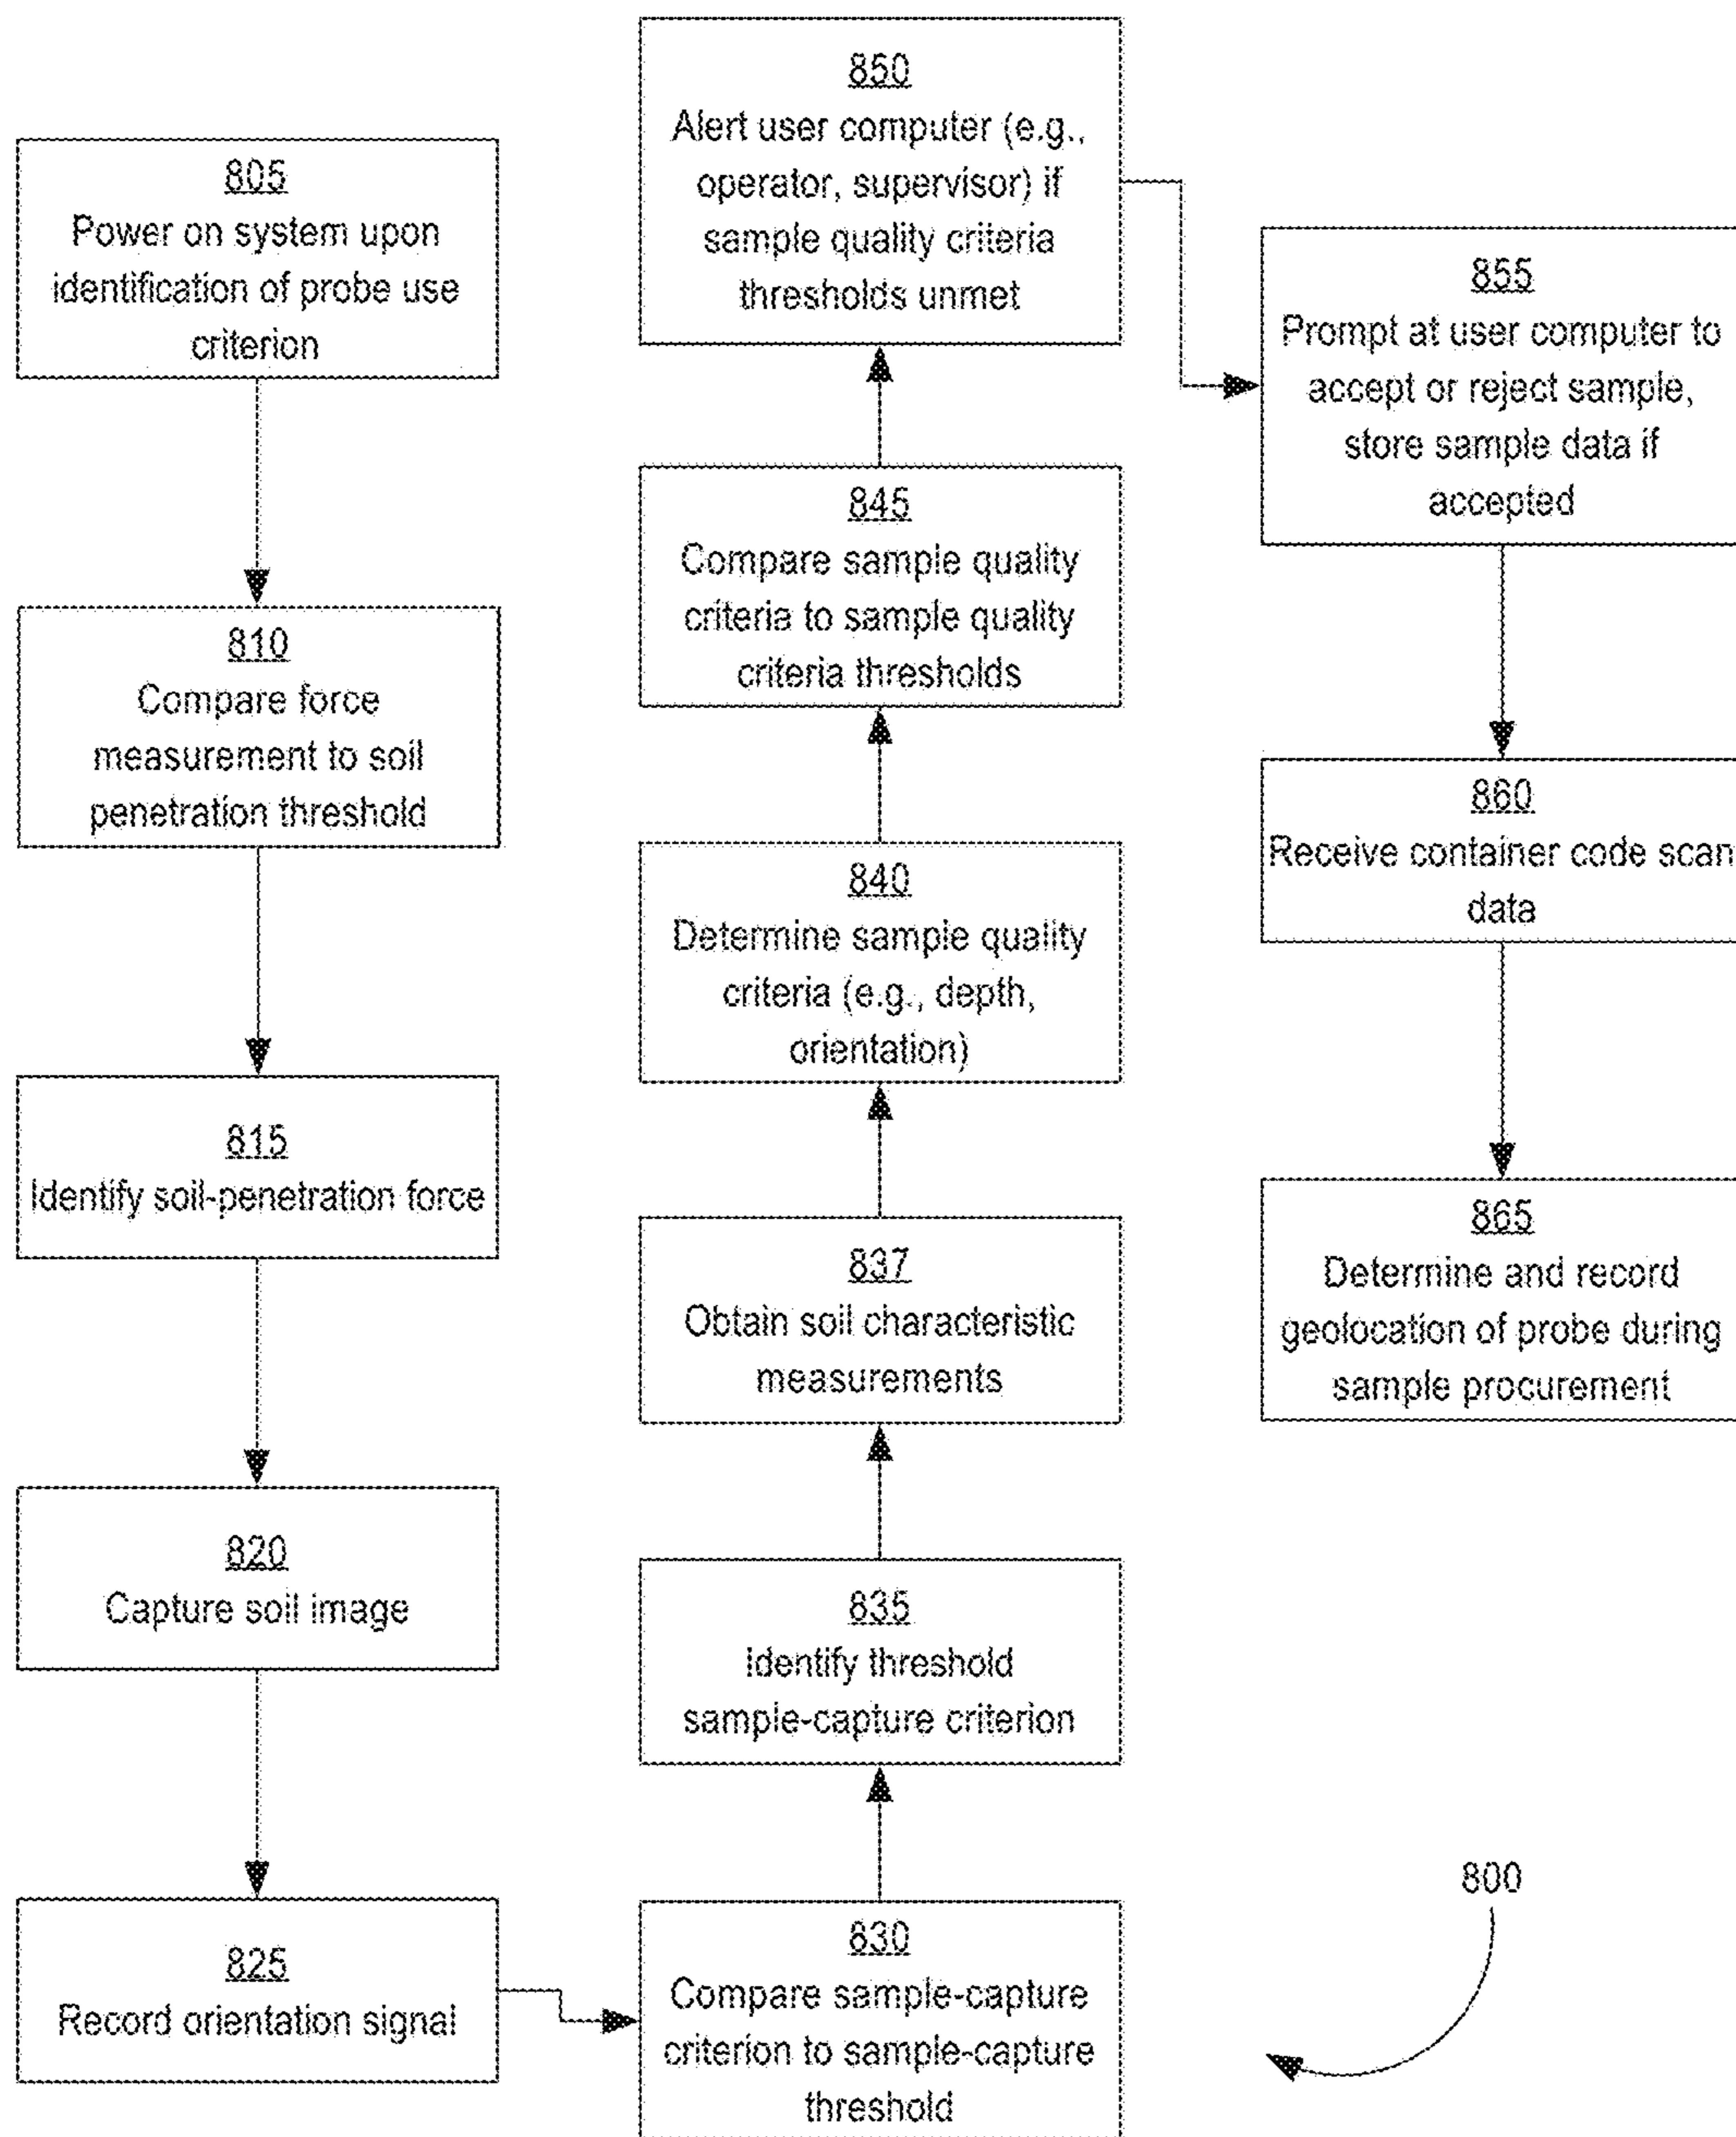 805
Power on system upon
identification of probe use
criterion
810
Compare force
measurement to soil
penetration threshold
815
Identify soil-penetration force
820
Capture soil image
825
Record orientation signal
830
Compare sample-capture
criterion to sample-capture
threshold
835
Identify threshold
sample-capture criterion
837
Obtain soil characteristic
measurements
840
Determine sample quality
criteria (e.g., depth,
orientation)
845
Compare sample quality
criteria to sample quality
criteria thresholds
850
Alert user computer (e.g.,
operator, supervisor) if
sample quality criteria
thresholds unmet
855
Prompt at user computer to
accept or reject sample,
store sample data if
accepted
860
Receive container code scan
data
865
Determine and record
geolocation of probe during
sample procurement
800